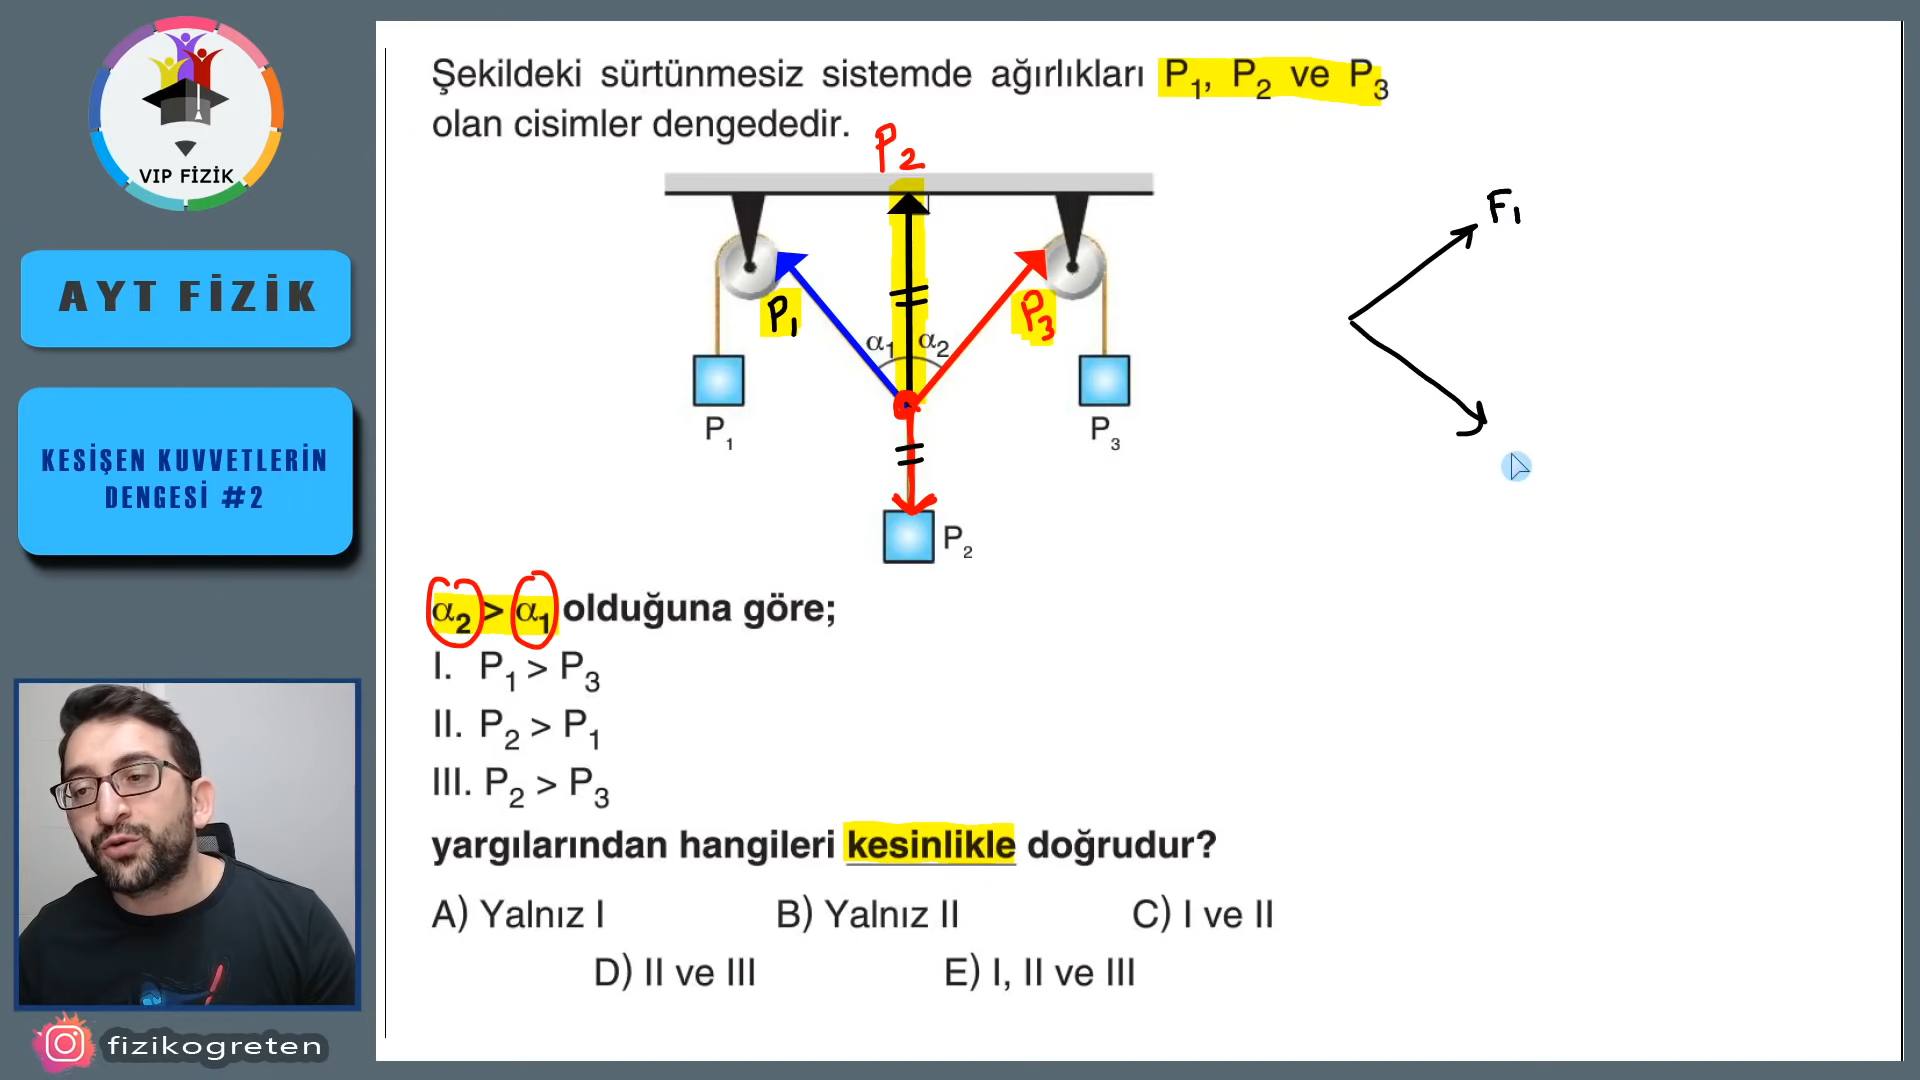 VIP FİZİK
AYT FİZİK
KESİŞEN KUVVETLERİN
DENGESİ #2
fizikogreten
Şekildeki sürtünmesiz sistemde ağırlıkları P1, P2 ve P3
olan cisimler dengededir.
P2
F1
P1
P3
α1 α2
P1
P3
P2
α2 > α1 olduğuna göre;
I. P1 > P3
II. P2 > P1
III. P2 > P3
yargılarından hangileri kesinlikle doğrudur?
A) Yalnız I B) Yalnız II C) I ve II
D) II ve III E) I, II ve III